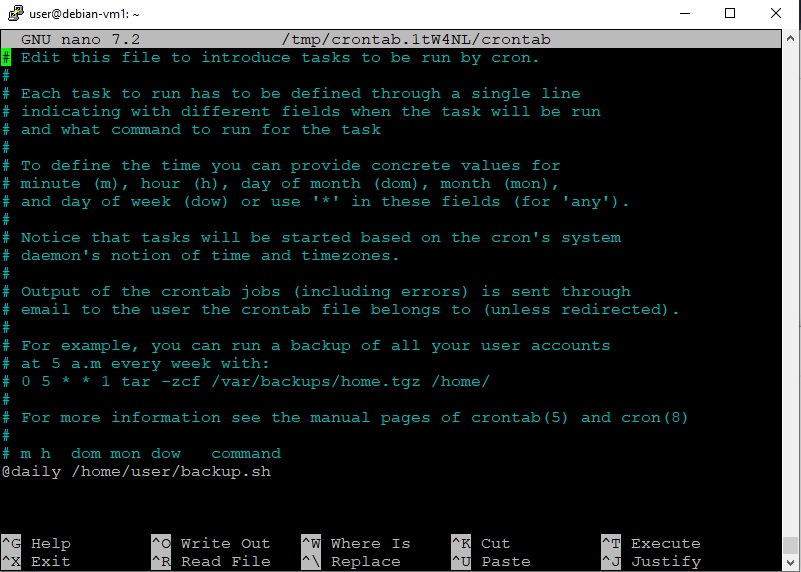 user@debian-vm1: ~
GNU nano 7.2 /tmp/crontab.1tW4NL/crontab
# Edit this file to introduce tasks to be run by cron.
#
# Each task to run has to be defined through a single line
# indicating with different fields when the task will be run
# and what command to run for the task
#
# To define the time you can provide concrete values for
# minute (m), hour (h), day of month (dom), month (mon),
# and day of week (dow) or use '*' in these fields (for 'any').
#
# Notice that tasks will be started based on the cron's system
# daemon's notion of time and timezones.
#
# Output of the crontab jobs (including errors) is sent through
# email to the user the crontab file belongs to (unless redirected).
#
# For example, you can run a backup of all your user accounts
# at 5 a.m every week with:
# 0 5 * * 1 tar -zcf /var/backups/home.tgz /home/
#
# For more information see the manual pages of crontab(5) and cron(8)
#
# m h  dom mon dow   command
@daily /home/user/backup.sh
^G Help ^O Write Out ^W Where Is ^K Cut ^T Execute
^X Exit ^R Read File ^\ Replace ^U Paste ^J Justify